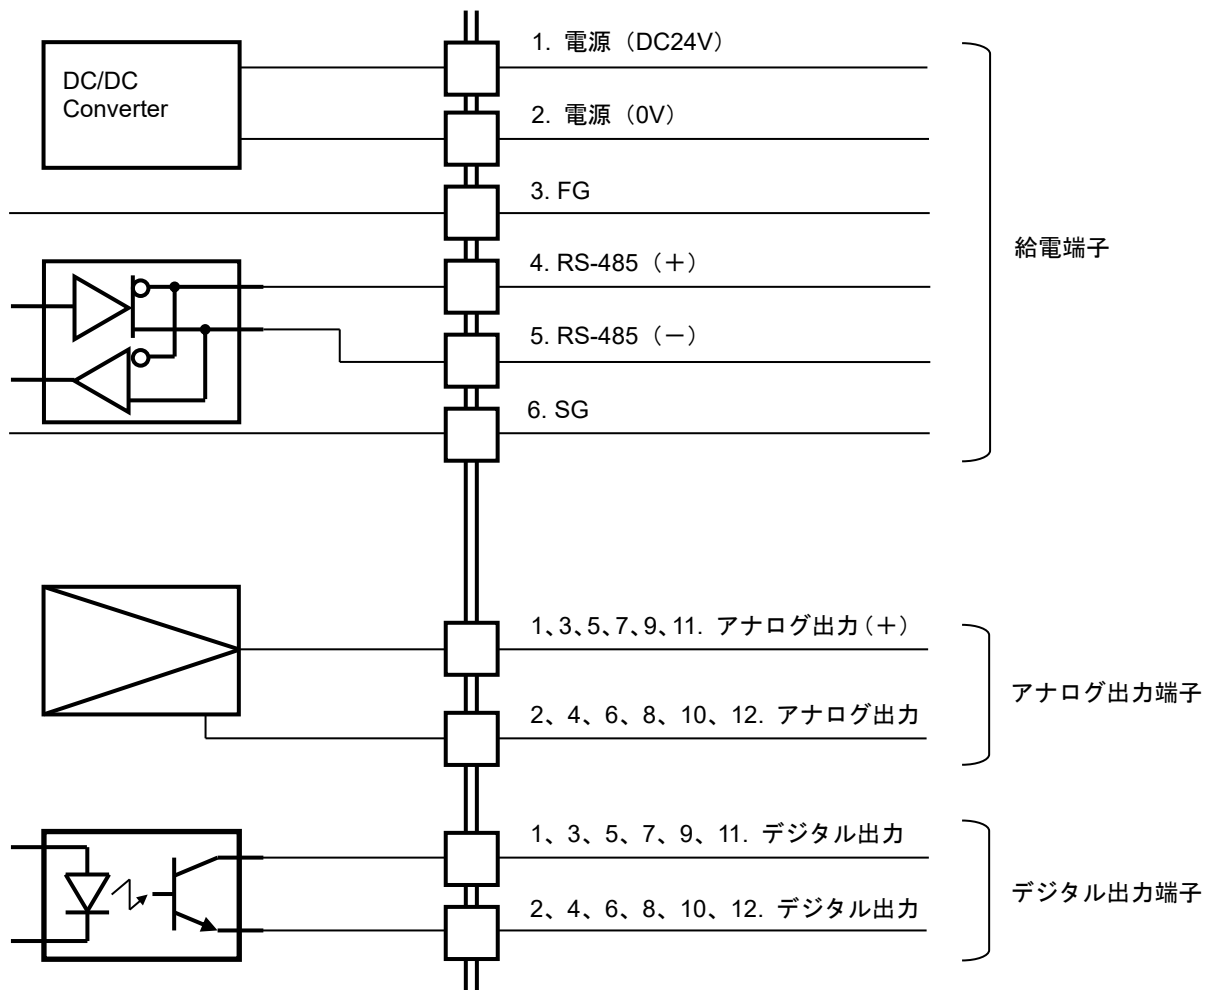 DC/DC
Converter
1. 電源（DC24V）
2. 電源（0V）
3. FG
4. RS-485（＋）
5. RS-485（－）
6. SG
給電端子
1、3、5、7、9、11. アナログ出力（＋）
2、4、6、8、10、12. アナログ出力
アナログ出力端子
1、3、5、7、9、11. デジタル出力
2、4、6、8、10、12. デジタル出力
デジタル出力端子